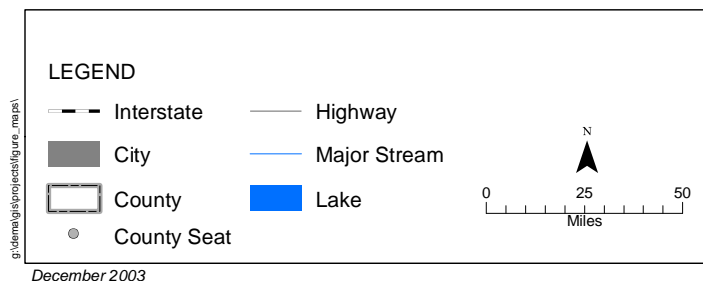 LEGEND
Interstate
Highway
City
Major Stream
County
Lake
County Seat
N
0 25 50
Miles
g:\dema\gis\projects\figure_maps\
December 2003